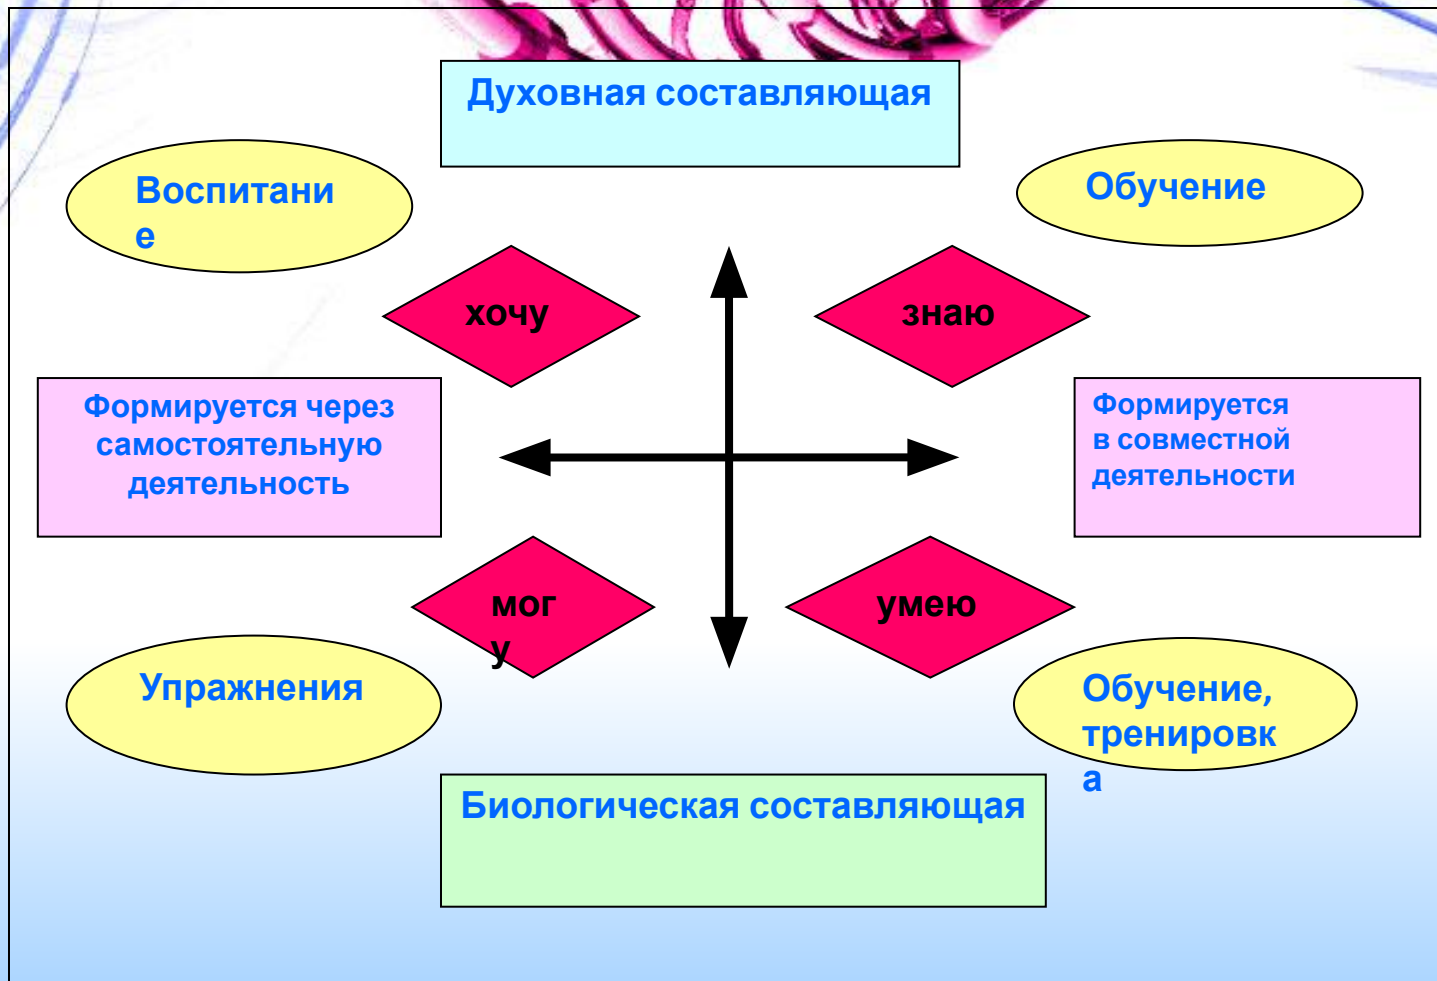 Духовная составляющая
Воспитани
е
Обучение
хочу
знаю
Формируется через
самостоятельную
деятельность
Формируется
в совместной
деятельности
мог
у
умею
Упражнения
Обучение,
тренировк
а
Биологическая составляющая